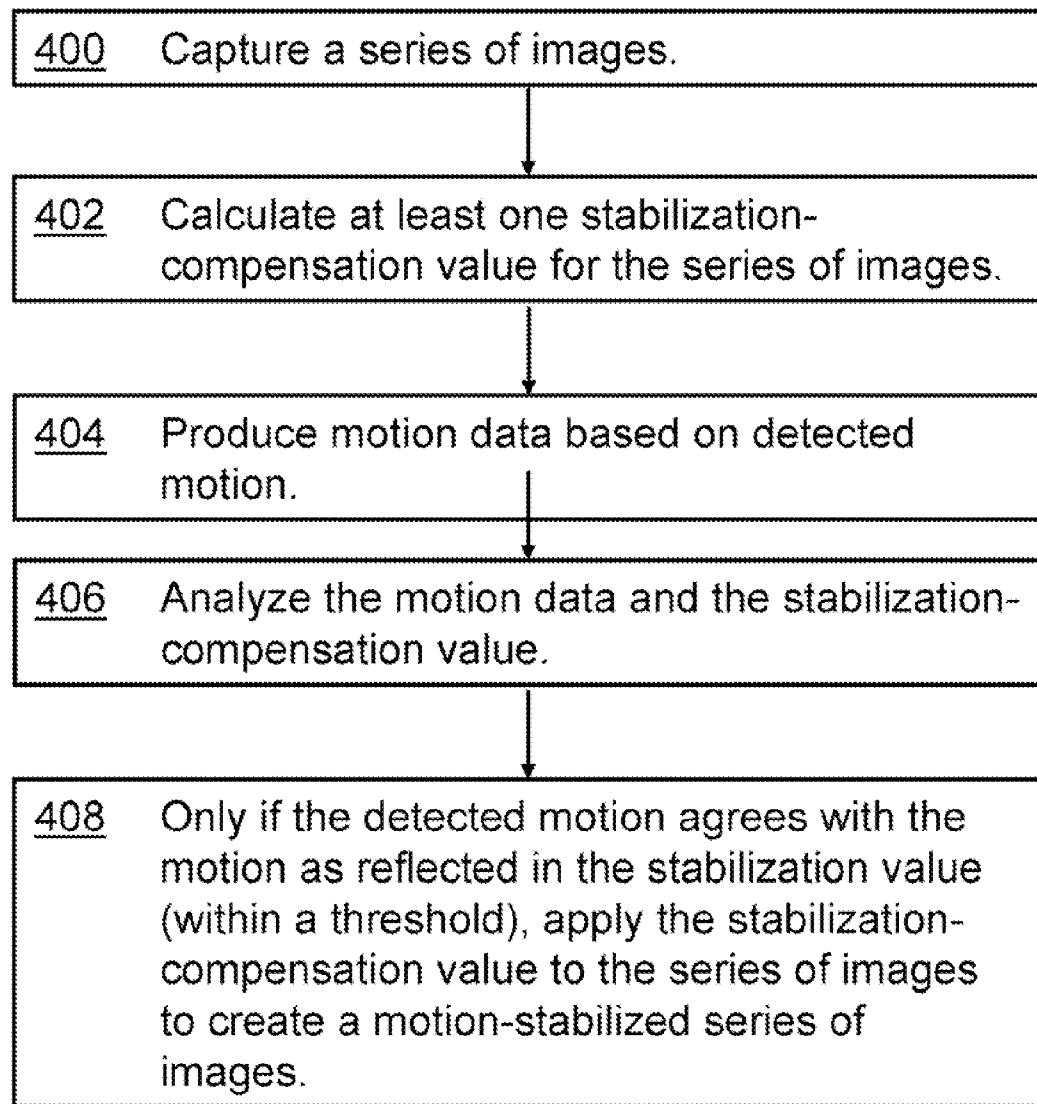 400 Capture a series of images.
402 Calculate at least one stabilization-
compensation value for the series of images.
404 Produce motion data based on detected
motion.
406 Analyze the motion data and the stabilization-
compensation value.
408 Only if the detected motion agrees with the
motion as reflected in the stabilization value
(within a threshold), apply the stabilization-
compensation value to the series of images
to create a motion-stabilized series of
images.